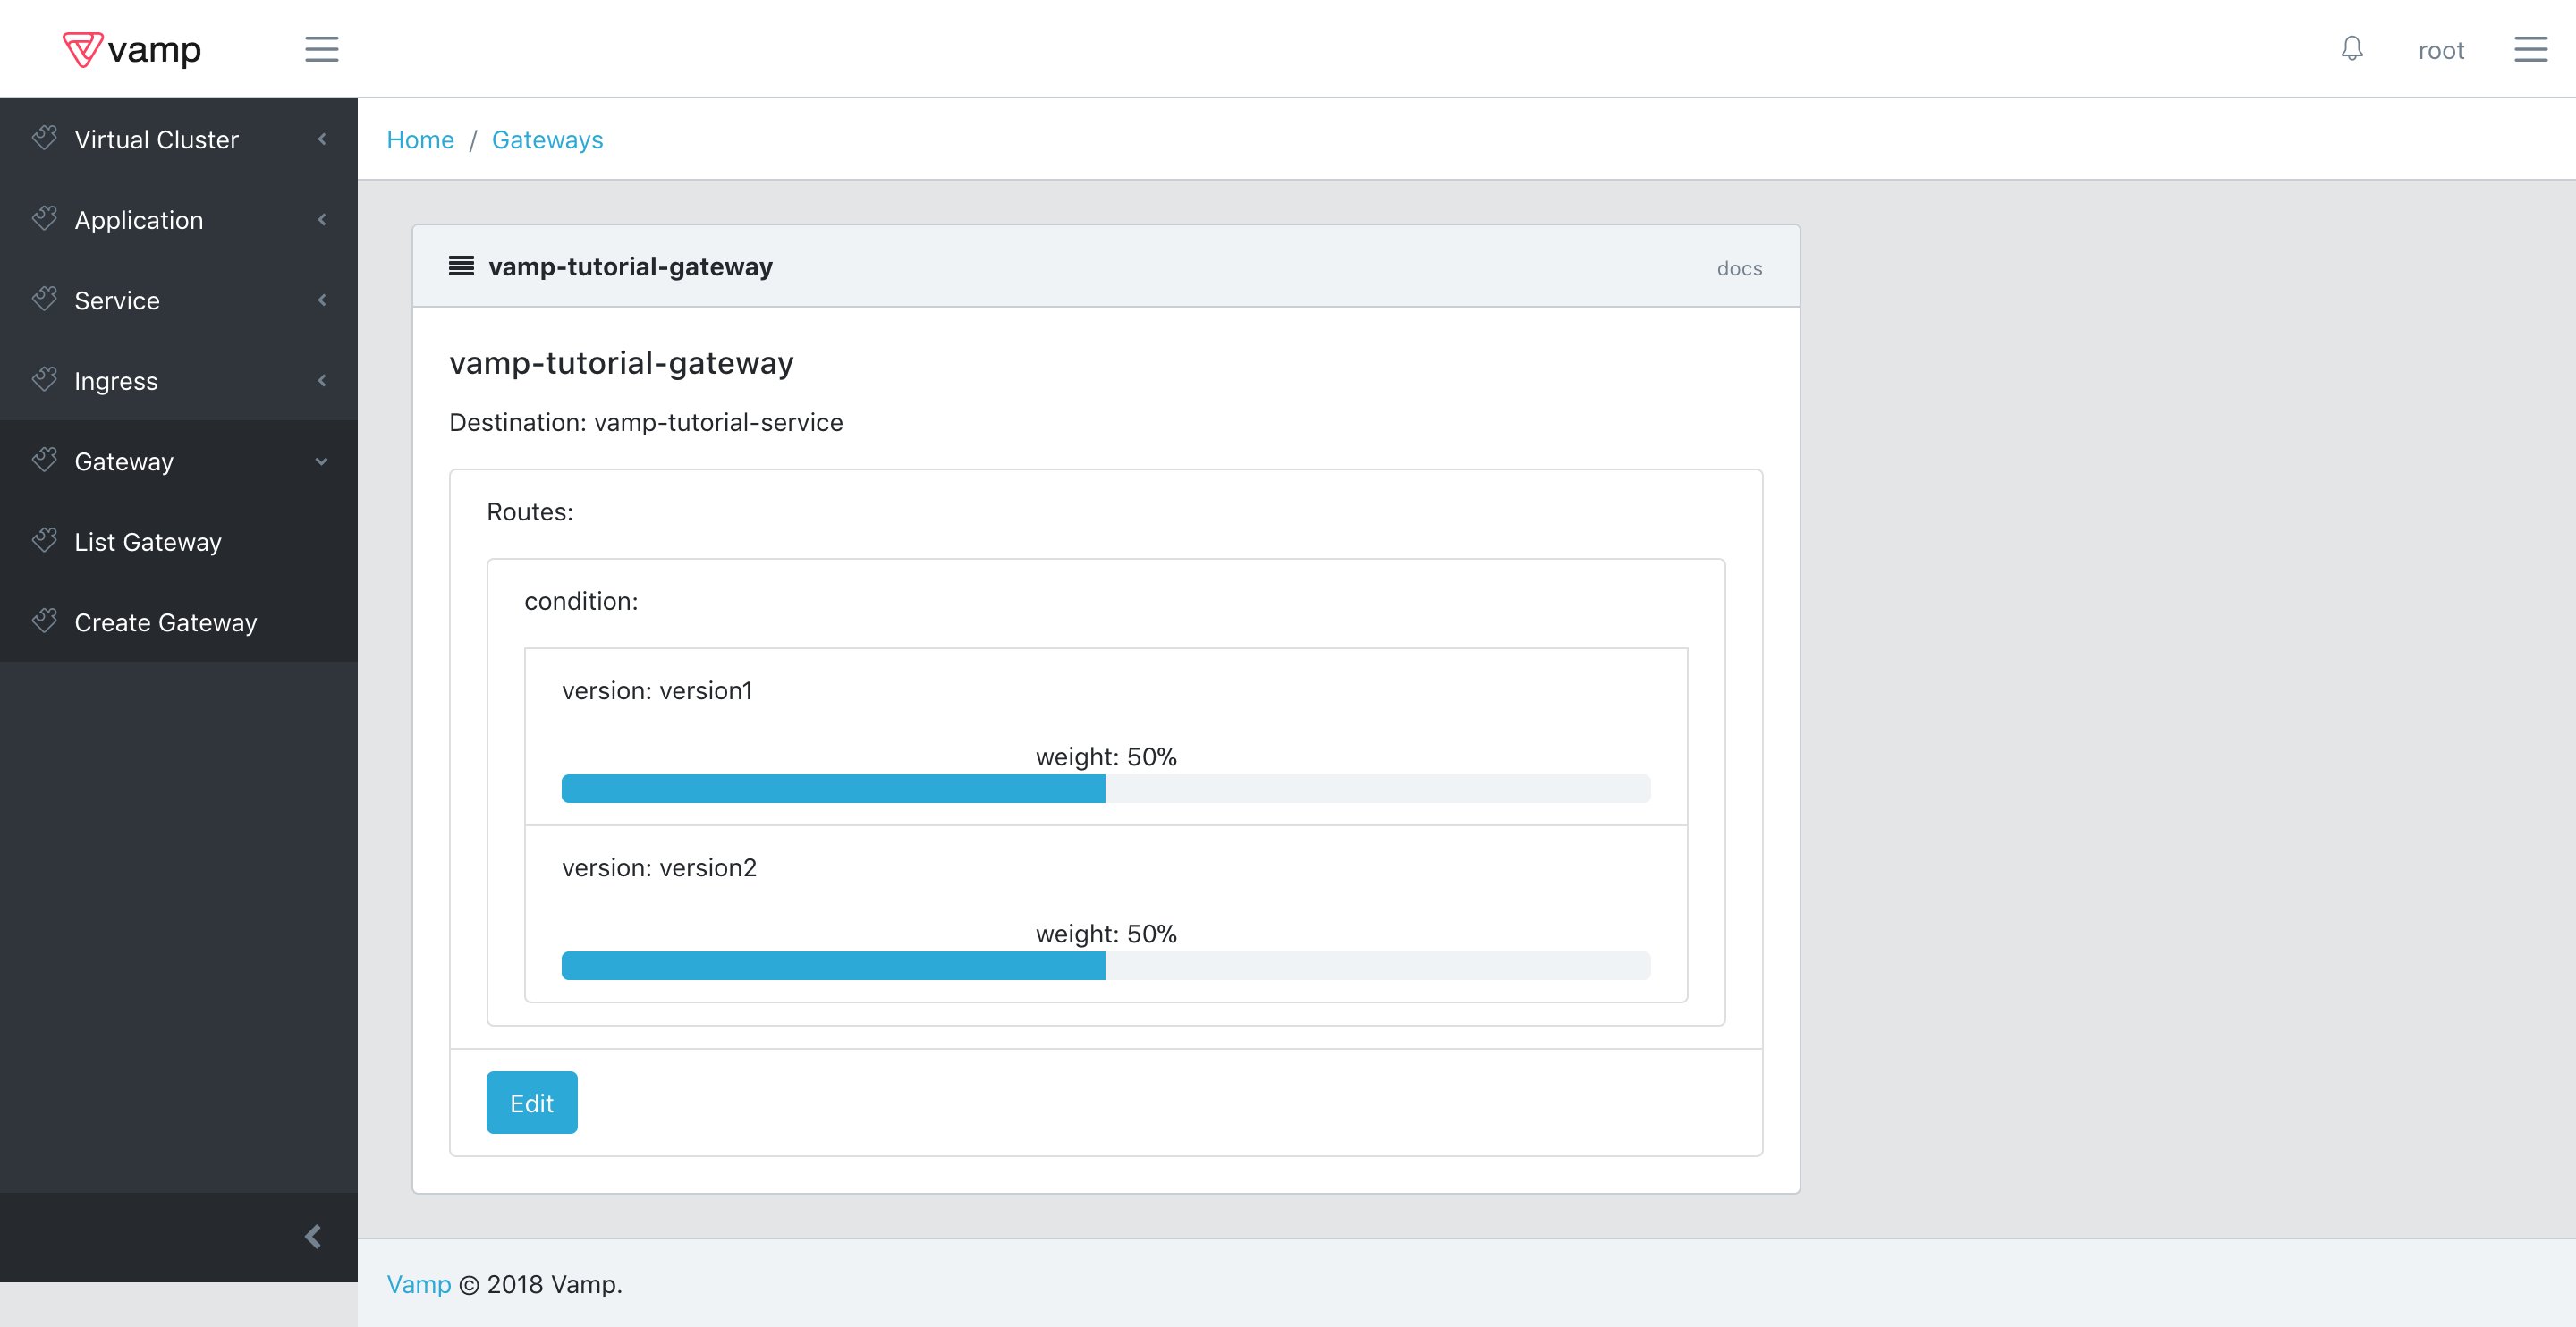 vamp
root
Virtual Cluster
Application
Service
Ingress
Gateway
List Gateway
Create Gateway
Home / Gateways
vamp-tutorial-gateway
docs
vamp-tutorial-gateway
Destination: vamp-tutorial-service
Routes:
condition:
version: version1
weight: 50%
version: version2
weight: 50%
Edit
Vamp © 2018 Vamp.